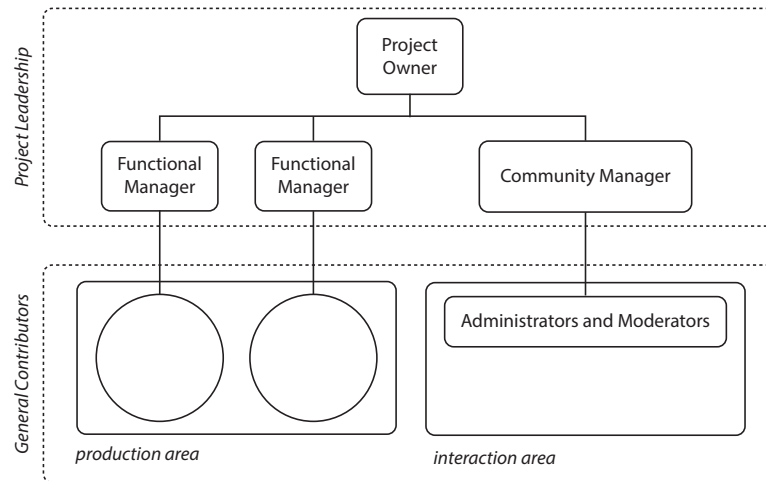 Project Leadership
Project
Owner
Functional
Manager
Functional
Manager
Community Manager
General Contributors
Administrators and Moderators
production area
interaction area